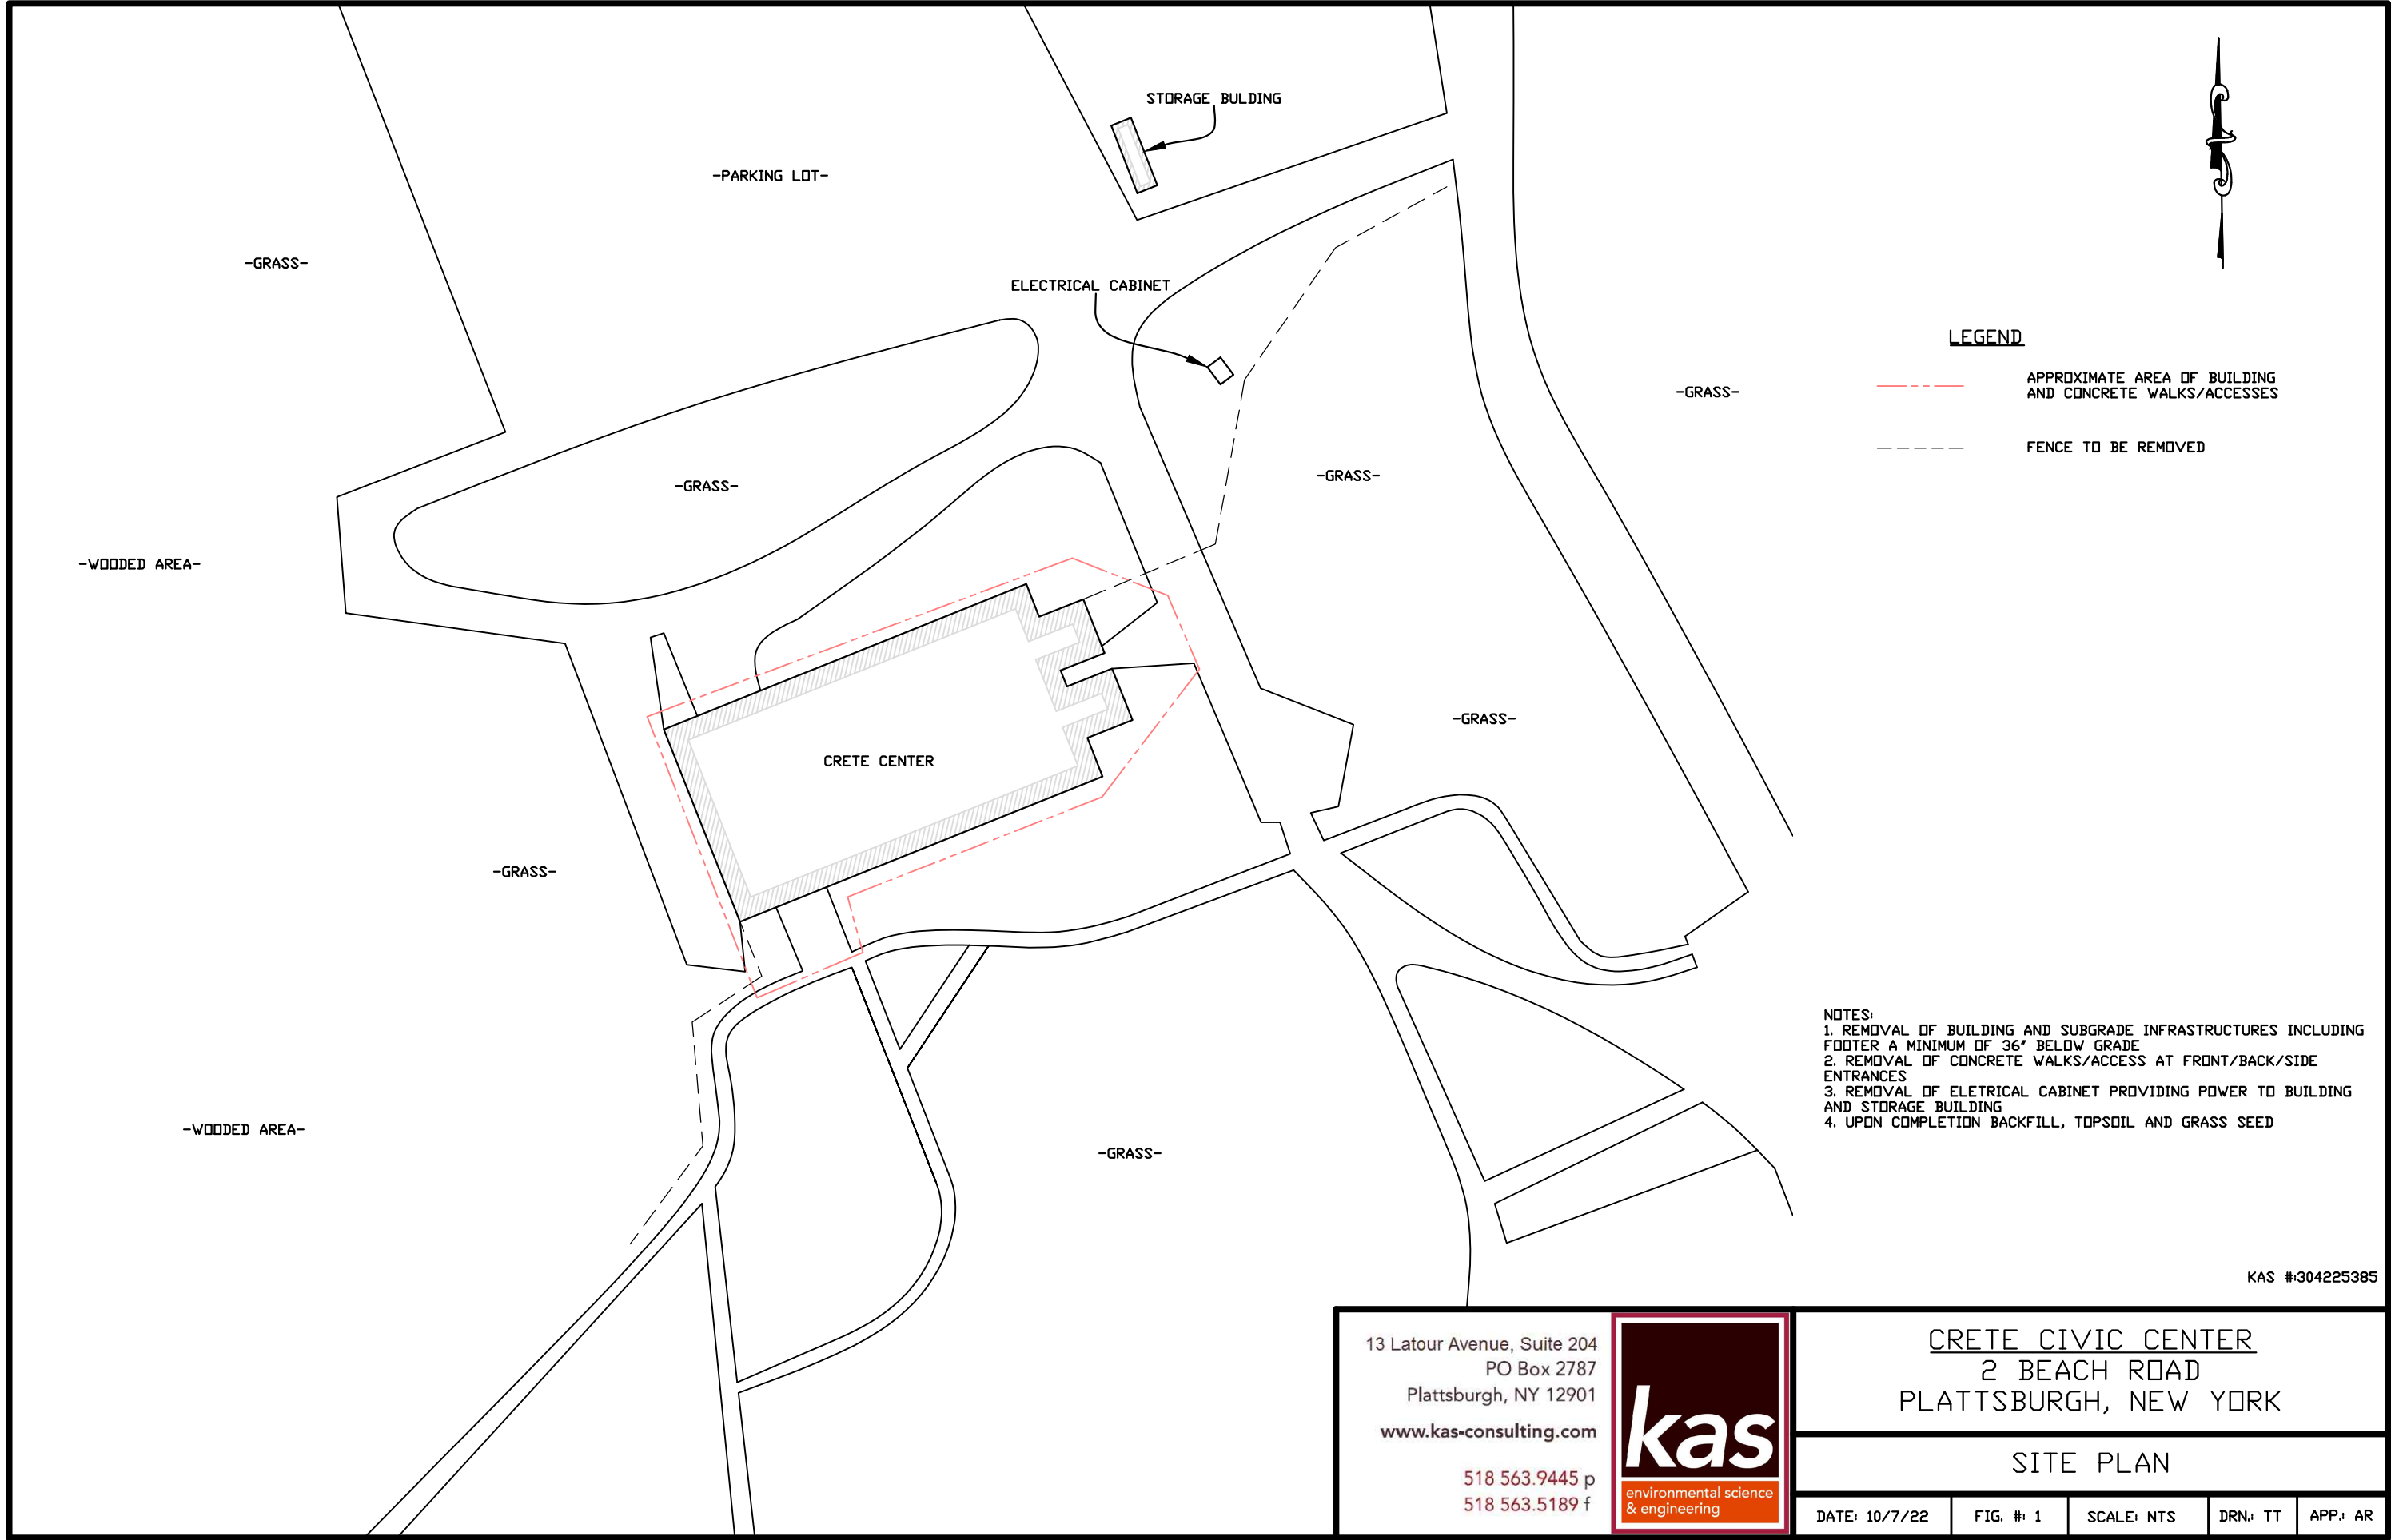 STORAGE BULDING
-PARKING LOT-
-GRASS-
ELECTRICAL CABINET
LEGEND
APPROXIMATE AREA OF BUILDING
AND CONCRETE WALKS/ACCESSES
-GRASS-
FENCE TO BE REMOVED
-GRASS-
-GRASS-
-WOODED AREA-
-GRASS-
CRETE CENTER
-GRASS-
-WOODED AREA-
-GRASS-
NOTES:
1. REMOVAL OF BUILDING AND SUBGRADE INFRASTRUCTURES INCLUDING
FOOTER A MINIMUM OF 36" BELOW GRADE
2. REMOVAL OF CONCRETE WALKS/ACCESS AT FRONT/BACK/SIDE
ENTRANCES
3. REMOVAL OF ELETRICAL CABINET PROVIDING POWER TO BUILDING
AND STORAGE BUILDING
4. UPON COMPLETION BACKFILL, TOPSOIL AND GRASS SEED
KAS #:304225385
13 Latour Avenue, Suite 204
PO Box 2787
Plattsburgh, NY 12901
www.kas-consulting.com
518 563.9445 p
518 563.5189 f
kas
environmental science
& engineering
CRETE CIVIC CENTER
2 BEACH ROAD
PLATTSBURGH, NEW YORK
SITE PLAN
DATE: 10/7/22
FIG. #: 1
SCALE: NTS
DRN.: TT
APP.: AR